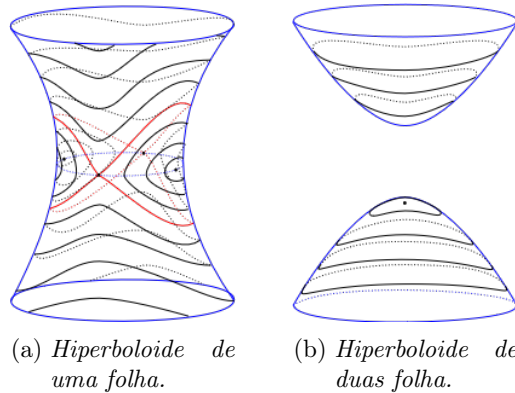 (a) Hiperboloide de
uma folha.
(b) Hiperboloide de
duas folha.